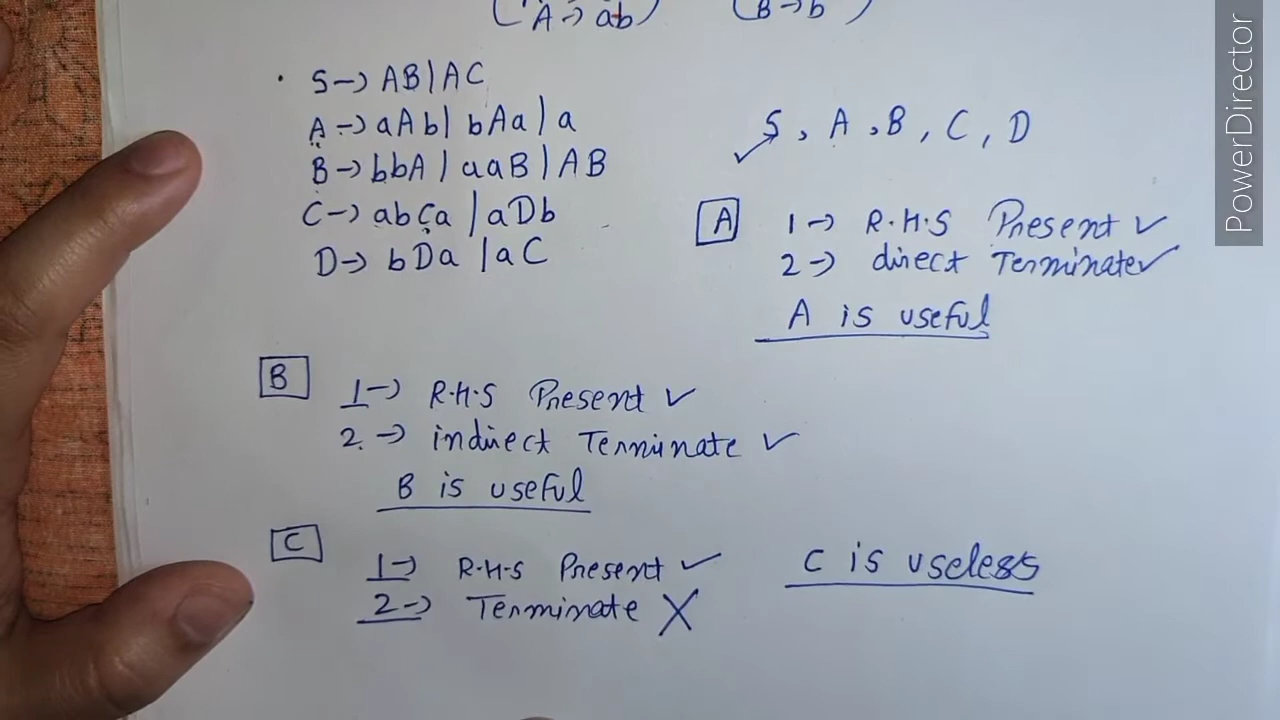 (A→ab) (B→b)
• S→AB|AC
A→aAb|bAa|a
S, A, B, C, D
B→bbA|aaB|AB
C→abCa|aDb
D→bDa|aC
A 1→ R.H.S Present ✓
2→ direct Terminate ✓
A is useful
B
1→ R.H.S Present ✓
2→ indirect Terminate ✓
B is useful
C
1→ R.H.S Present ✓
C is useless
2→ Terminate X
PowerDirector